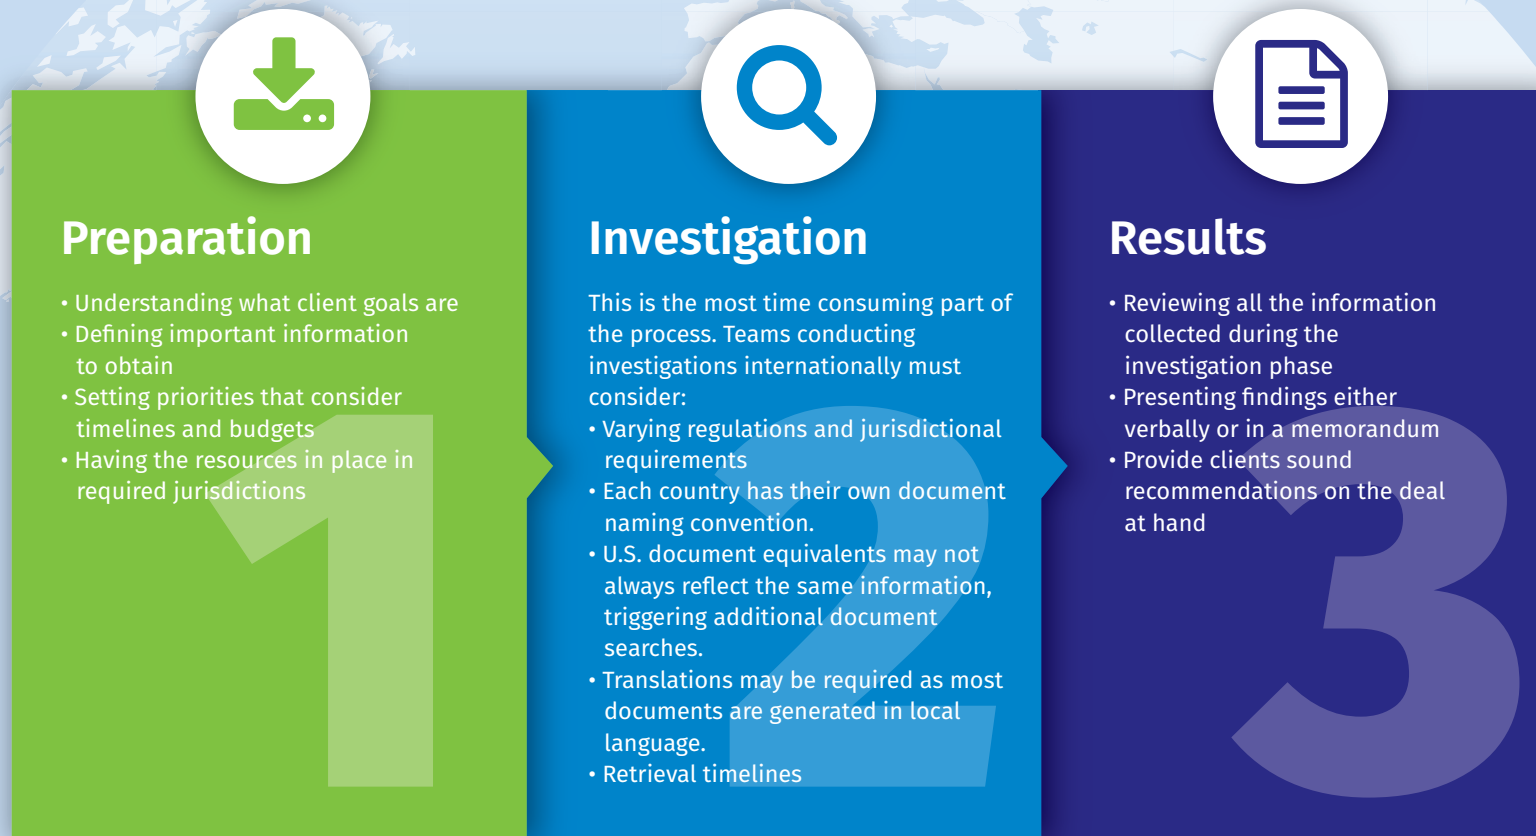 Preparation
• Understanding what client goals are
• Defining important information
to obtain
• Setting priorities that consider
timelines and budgets
• Having the resources in place in
required jurisdictions
1
Investigation
This is the most time consuming part of
the process. Teams conducting
investigations internationally must
consider:
• Varying regulations and jurisdictional
requirements
• Each country has their own document
naming convention.
• U.S. document equivalents may not
always reflect the same information,
triggering additional document
searches.
• Translations may be required as most
documents are generated in local
language.
• Retrieval timelines
2
Results
• Reviewing all the information
collected during the
investigation phase
• Presenting findings either
verbally or in a memorandum
• Provide clients sound
recommendations on the deal
at hand
3